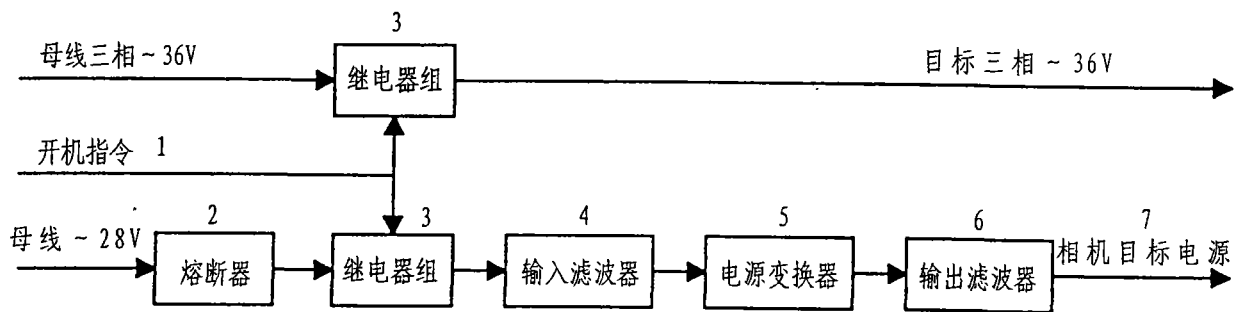 3
母线三相~36V
继电器组
目标三相~36V
开机指令 1
2
3
4
5
6
7
母线~28V
熔断器
继电器组
输入滤波器
电源变换器
输出滤波器
相机目标电源